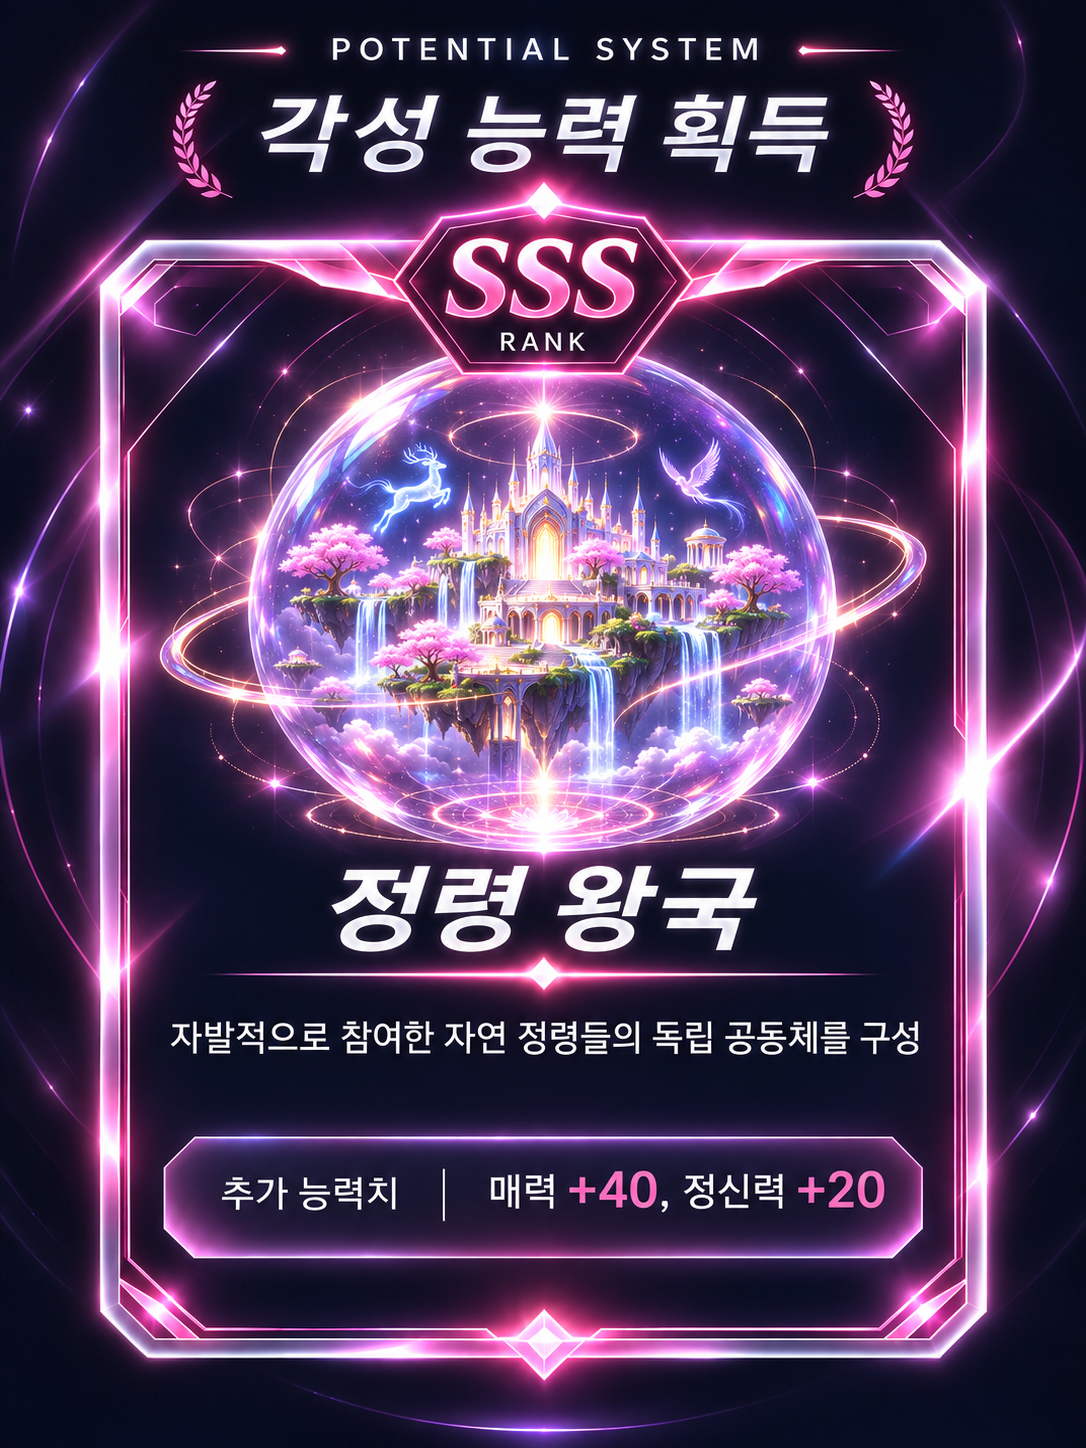 POTENTIAL SYSTEM
각성 능력 획득
SSS
RANK
정령 왕국
자발적으로 참여한 자연 정령들의 독립 공동체를 구성
추가 능력치 | 매력 +40, 정신력 +20